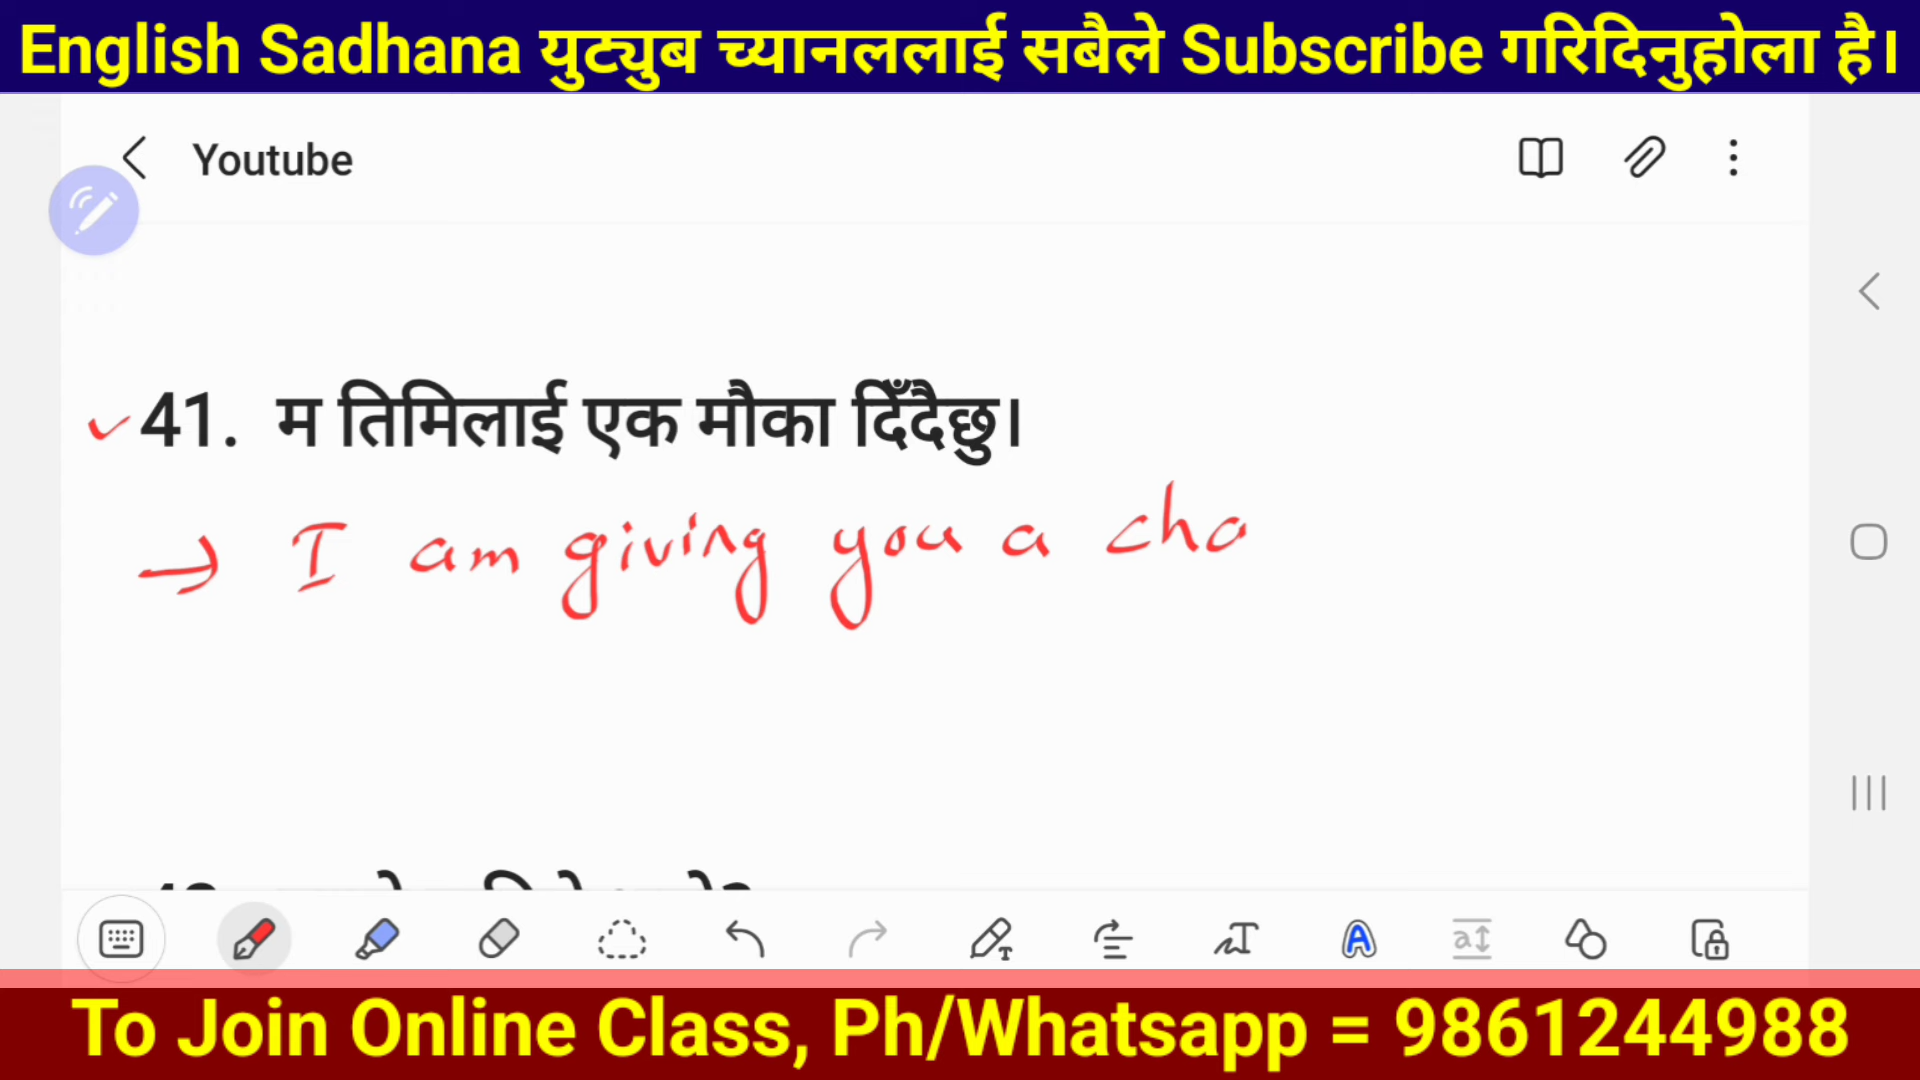 English Sadhana युट्युब च्यानललाई सबैले Subscribe गरिदिनुहोला है।
Youtube
41. म तिमिलाई एक मौका दिँदैछु।
→ I am giving you a cha
To Join Online Class, Ph/Whatsapp = 9861244988